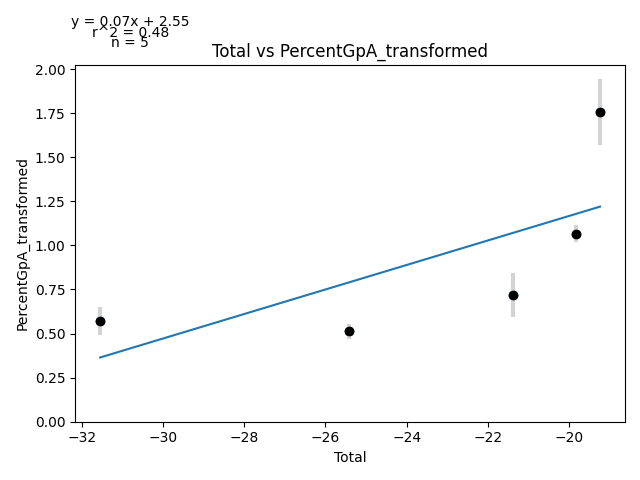 y = 0.07x + 2.55
r^2 = 0.48
n = 5
Total vs PercentGpA_transformed
2.00
1.75
1.50
1.25
1.00
0.75
0.50
0.25
0.00
PercentGpA_transformed
−32 −30 −28 −26 −24 −22 −20
Total